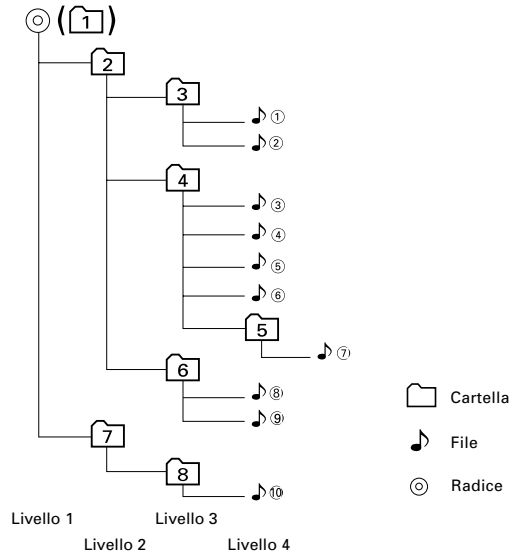 (1)
2
3
①
②
4
③
④
⑤
⑥
5
⑦
6
⑧
⑨
7
8
⑩
Cartella
File
Radice
Livello 1
Livello 3
Livello 2
Livello 4